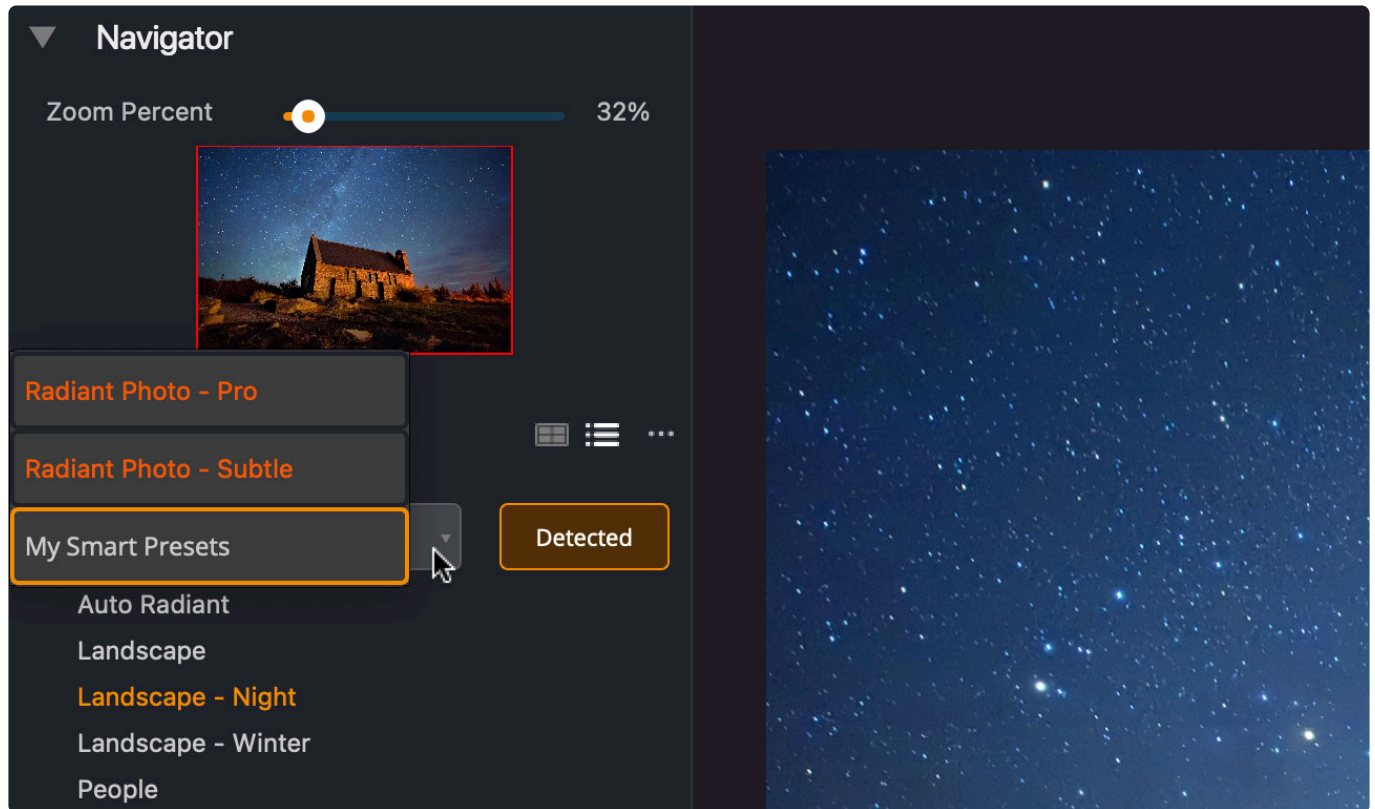 Navigator
Zoom Percent 32%
Radiant Photo - Pro
Radiant Photo - Subtle
My Smart Presets
Detected
Auto Radiant
Landscape
Landscape - Night
Landscape - Winter
People